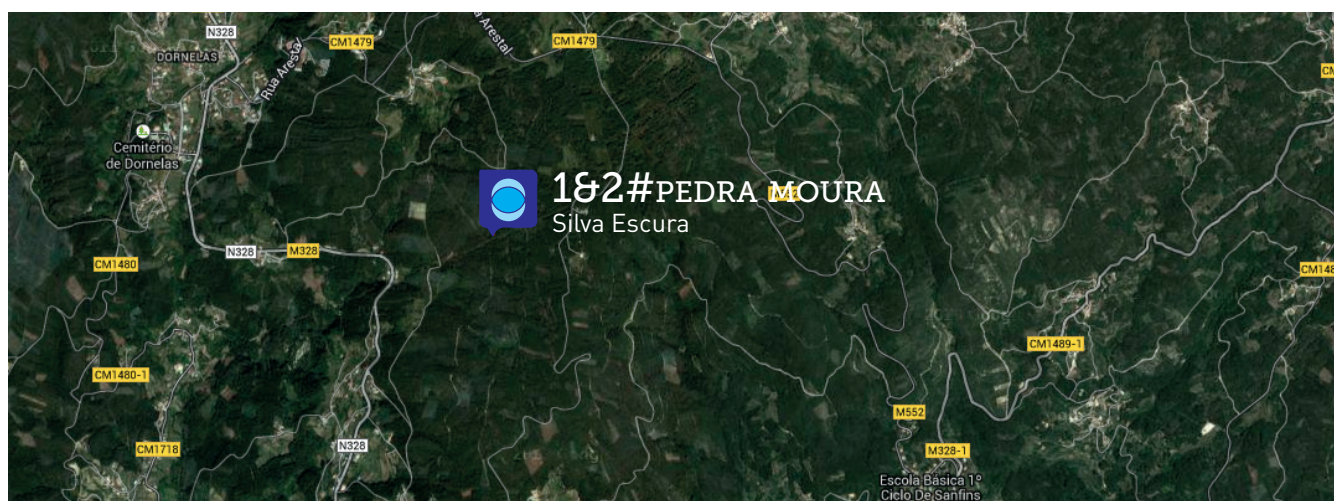 N328
CM1479
Arestal
CM1479
DORNELAS
Rua Arestal
Cemitério
de Dornelas
1&2#PEDRA MOURA
Silva Escura
N328
M328
CM1480
CM1489-1
CM1480-1
M552
CM1718
N328
M328-1
Escola Básica 1º
Ciclo De Sanfins